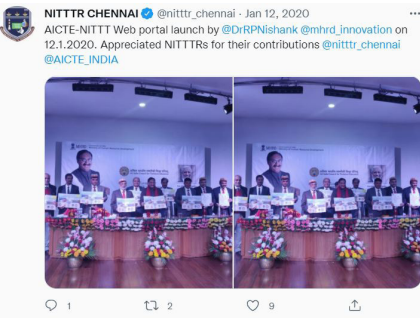 NITTTR CHENNAI @nitttr_chennai · Jan 12, 2020
AICTE-NITTT Web portal launch by @DrRPNishank @mhrd_innovation on
12.1.2020. Appreciated NITTTRs for their contributions @nitttr_chennai
@AICTE_INDIA
1 2 9